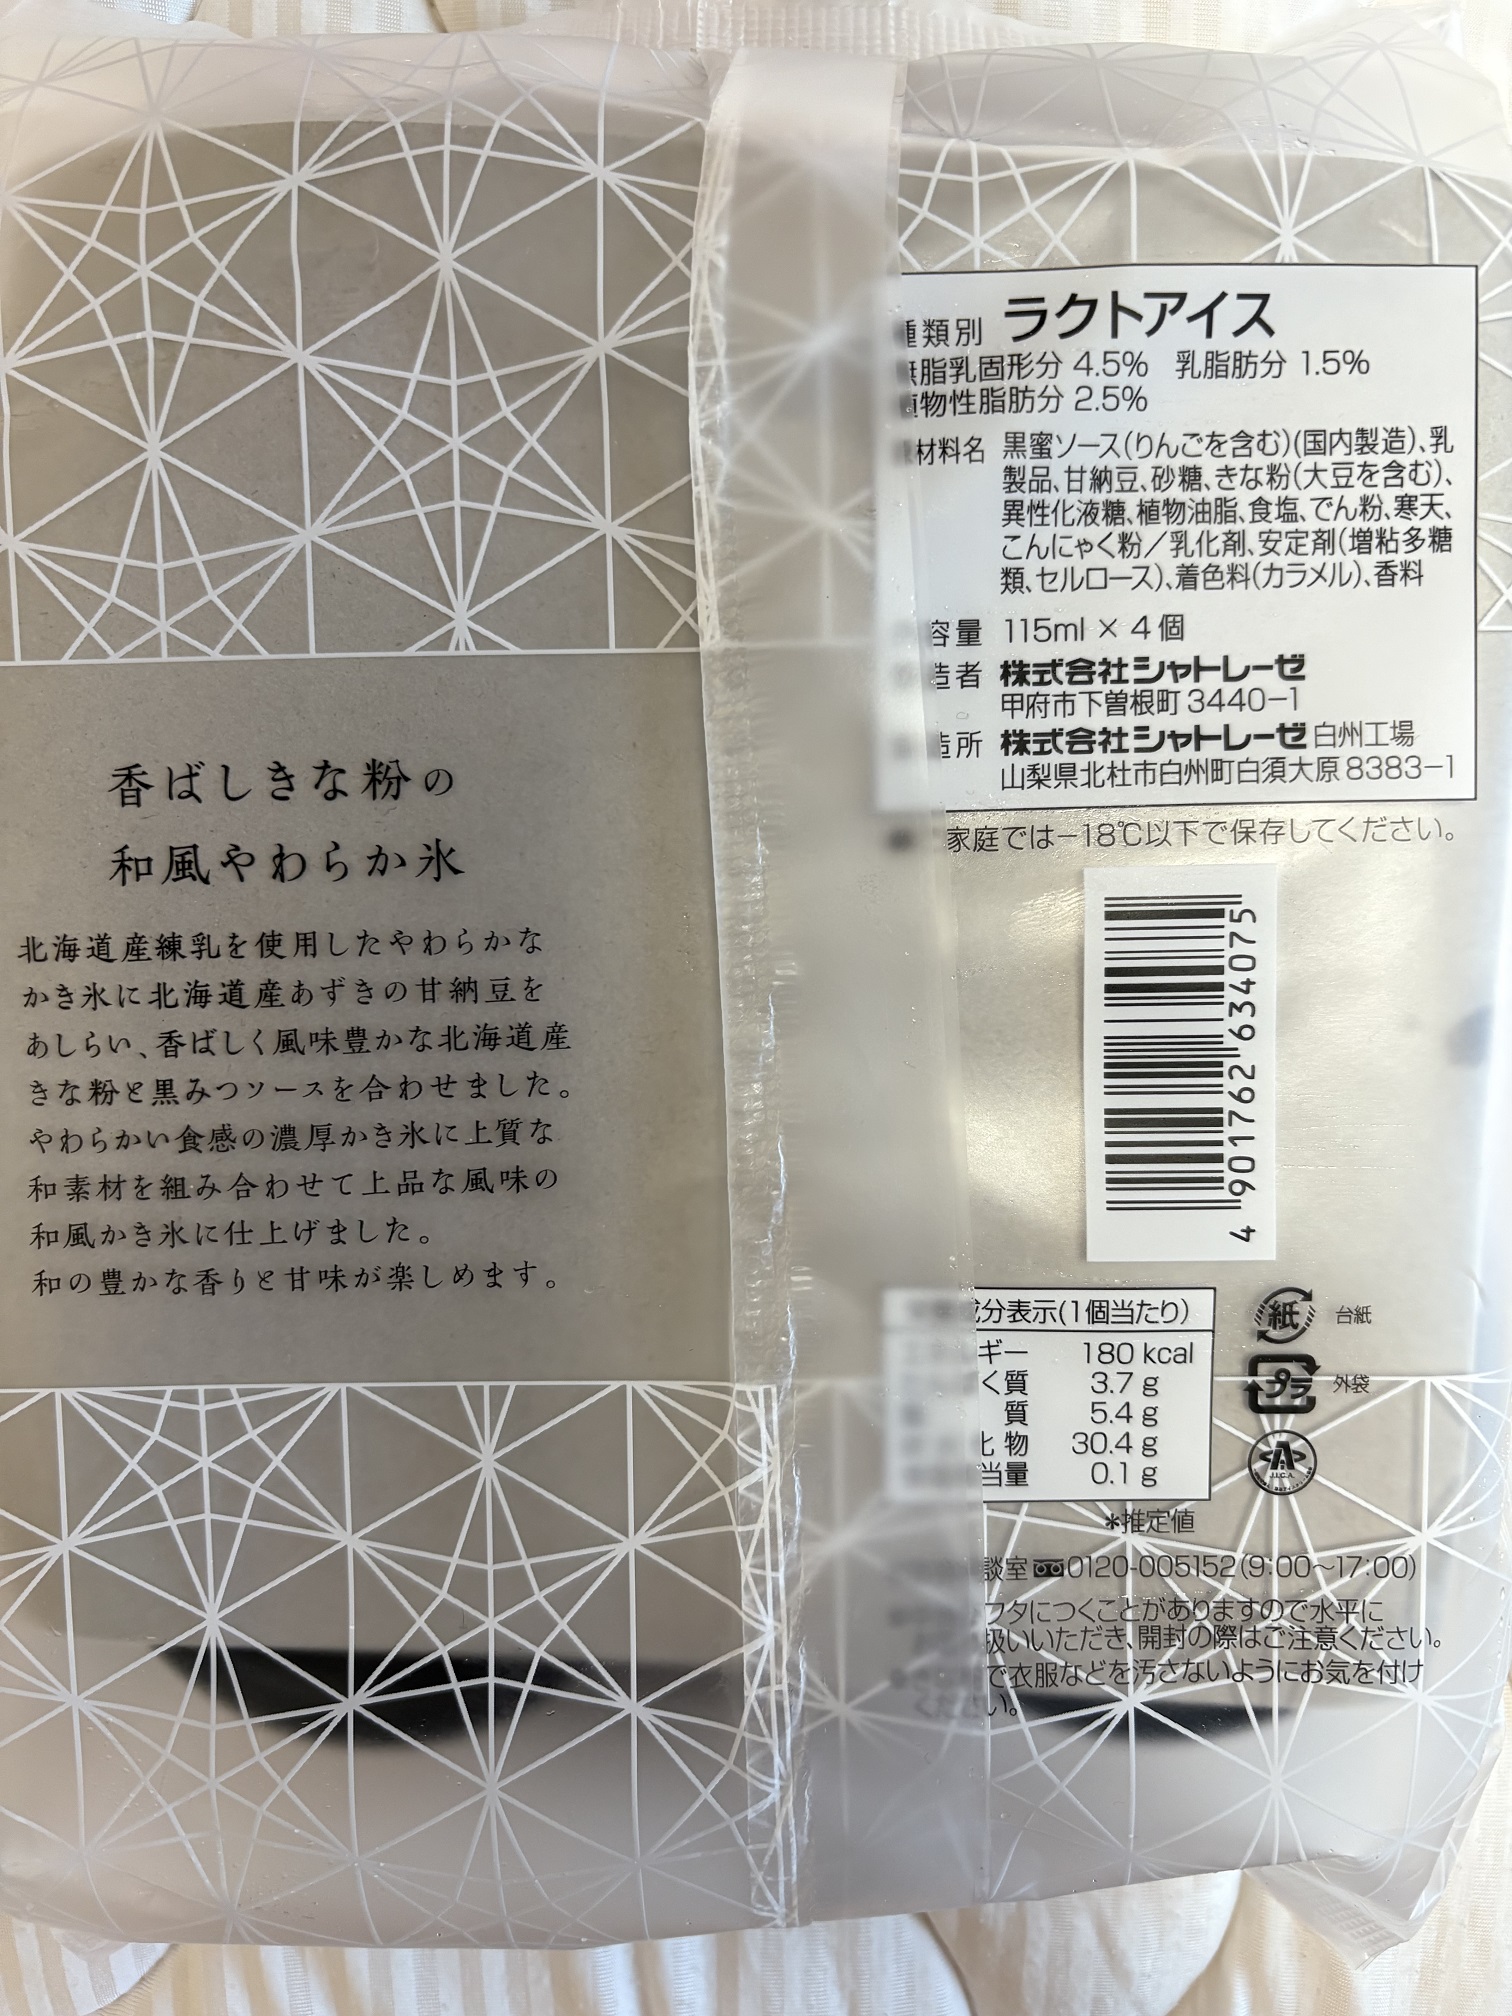 香ばしきな粉の
和風やわらか氷
北海道産練乳を使用したやわらかな
かき氷に北海道産あずきの甘納豆を
あしらい、香ばしく風味豊かな北海道産
きな粉と黒みつソースを合わせました。
やわらかい食感の濃厚かき氷に上質な
和素材を組み合わせて上品な風味の
和風かき氷に仕上げました。
和の豊かな香りと甘味が楽しめます。
種類別 ラクトアイス
無脂乳固形分 4.5% 乳脂肪分 1.5%
植物性脂肪分 2.5%
材料名 黒蜜ソース(りんごを含む)(国内製造)、乳
製品、甘納豆、砂糖、きな粉(大豆を含む)、
異性化液糖、植物油脂、食塩、でん粉、寒天、
こんにゃく粉/乳化剤、安定剤(増粘多糖
類、セルロース)、着色料(カラメル)、香料
容量 115ml × 4個
造者 株式会社シャトレーゼ
甲府市下曽根町3440-1
造所 株式会社シャトレーゼ 白州工場
山梨県北杜市白州町白須大原8383-1
家庭では-18℃以下で保存してください。
4901762634075
成分表示(1個当たり)
ギー 180 kcal
く質 3.7 g
質 5.4 g
化物 30.4 g
当量 0.1 g
*推定値
紙 台紙
プラ 外袋
A
J.I.C.A.
談室 0120-005152(9:00~17:00)
フタにつくことがありますので水平に
扱いいただき、開封の際はご注意ください。
で衣服などを汚さないようにお気を付け
い。